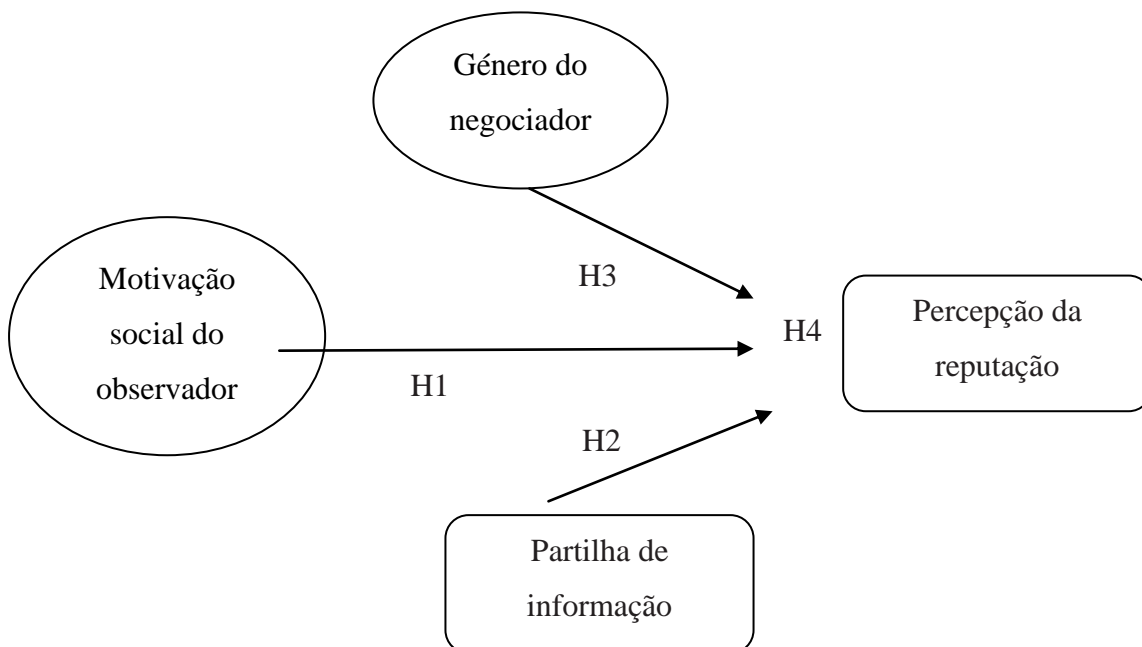 Género do
negociador
Motivação
social do
observador
H3
H4
H1
Percepção da
reputação
H2
Partilha de
informação